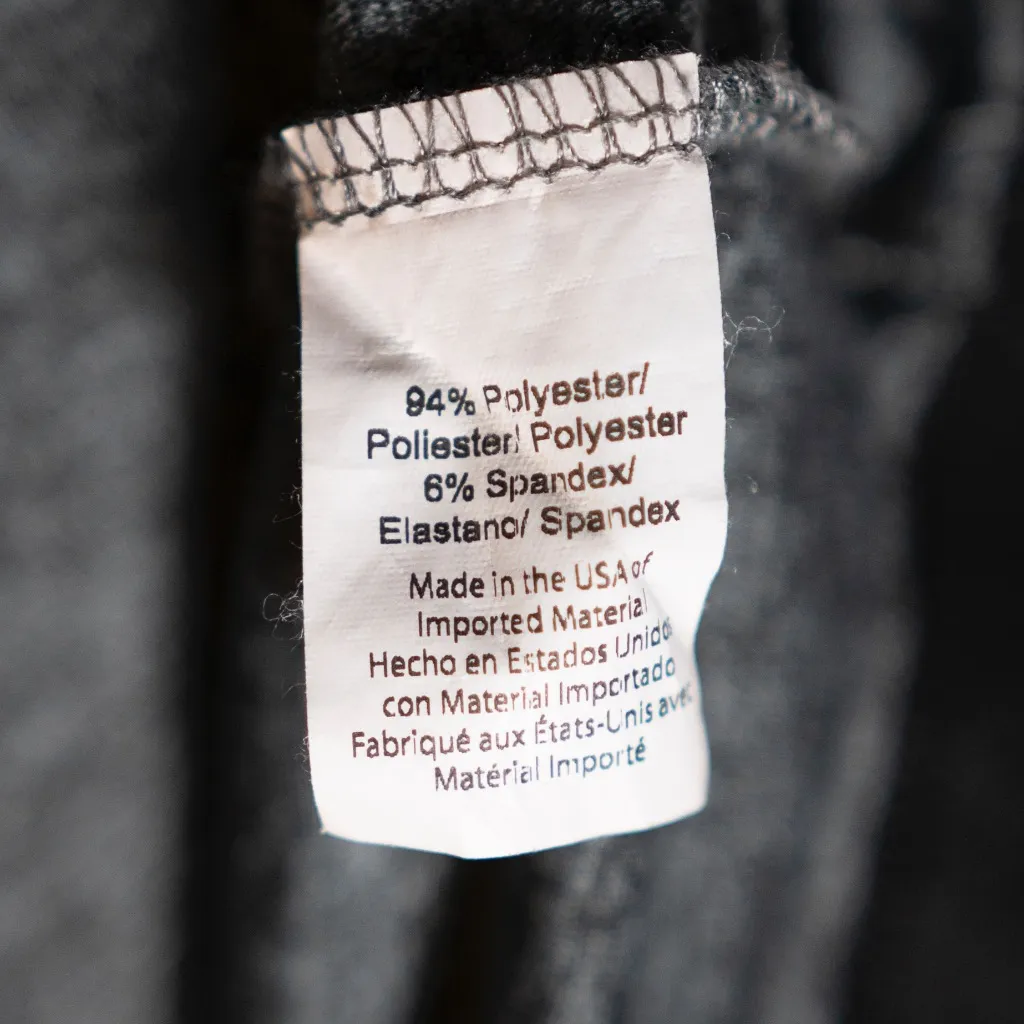 94% Polyester/
Poliester/ Polyester
6% Spandex/
Elastano/ Spandex
Made in the USA of
Imported Material
Hecho en Estados Unidos
con Material Importado
Fabriqué aux États-Unis avec
Matérial Importé